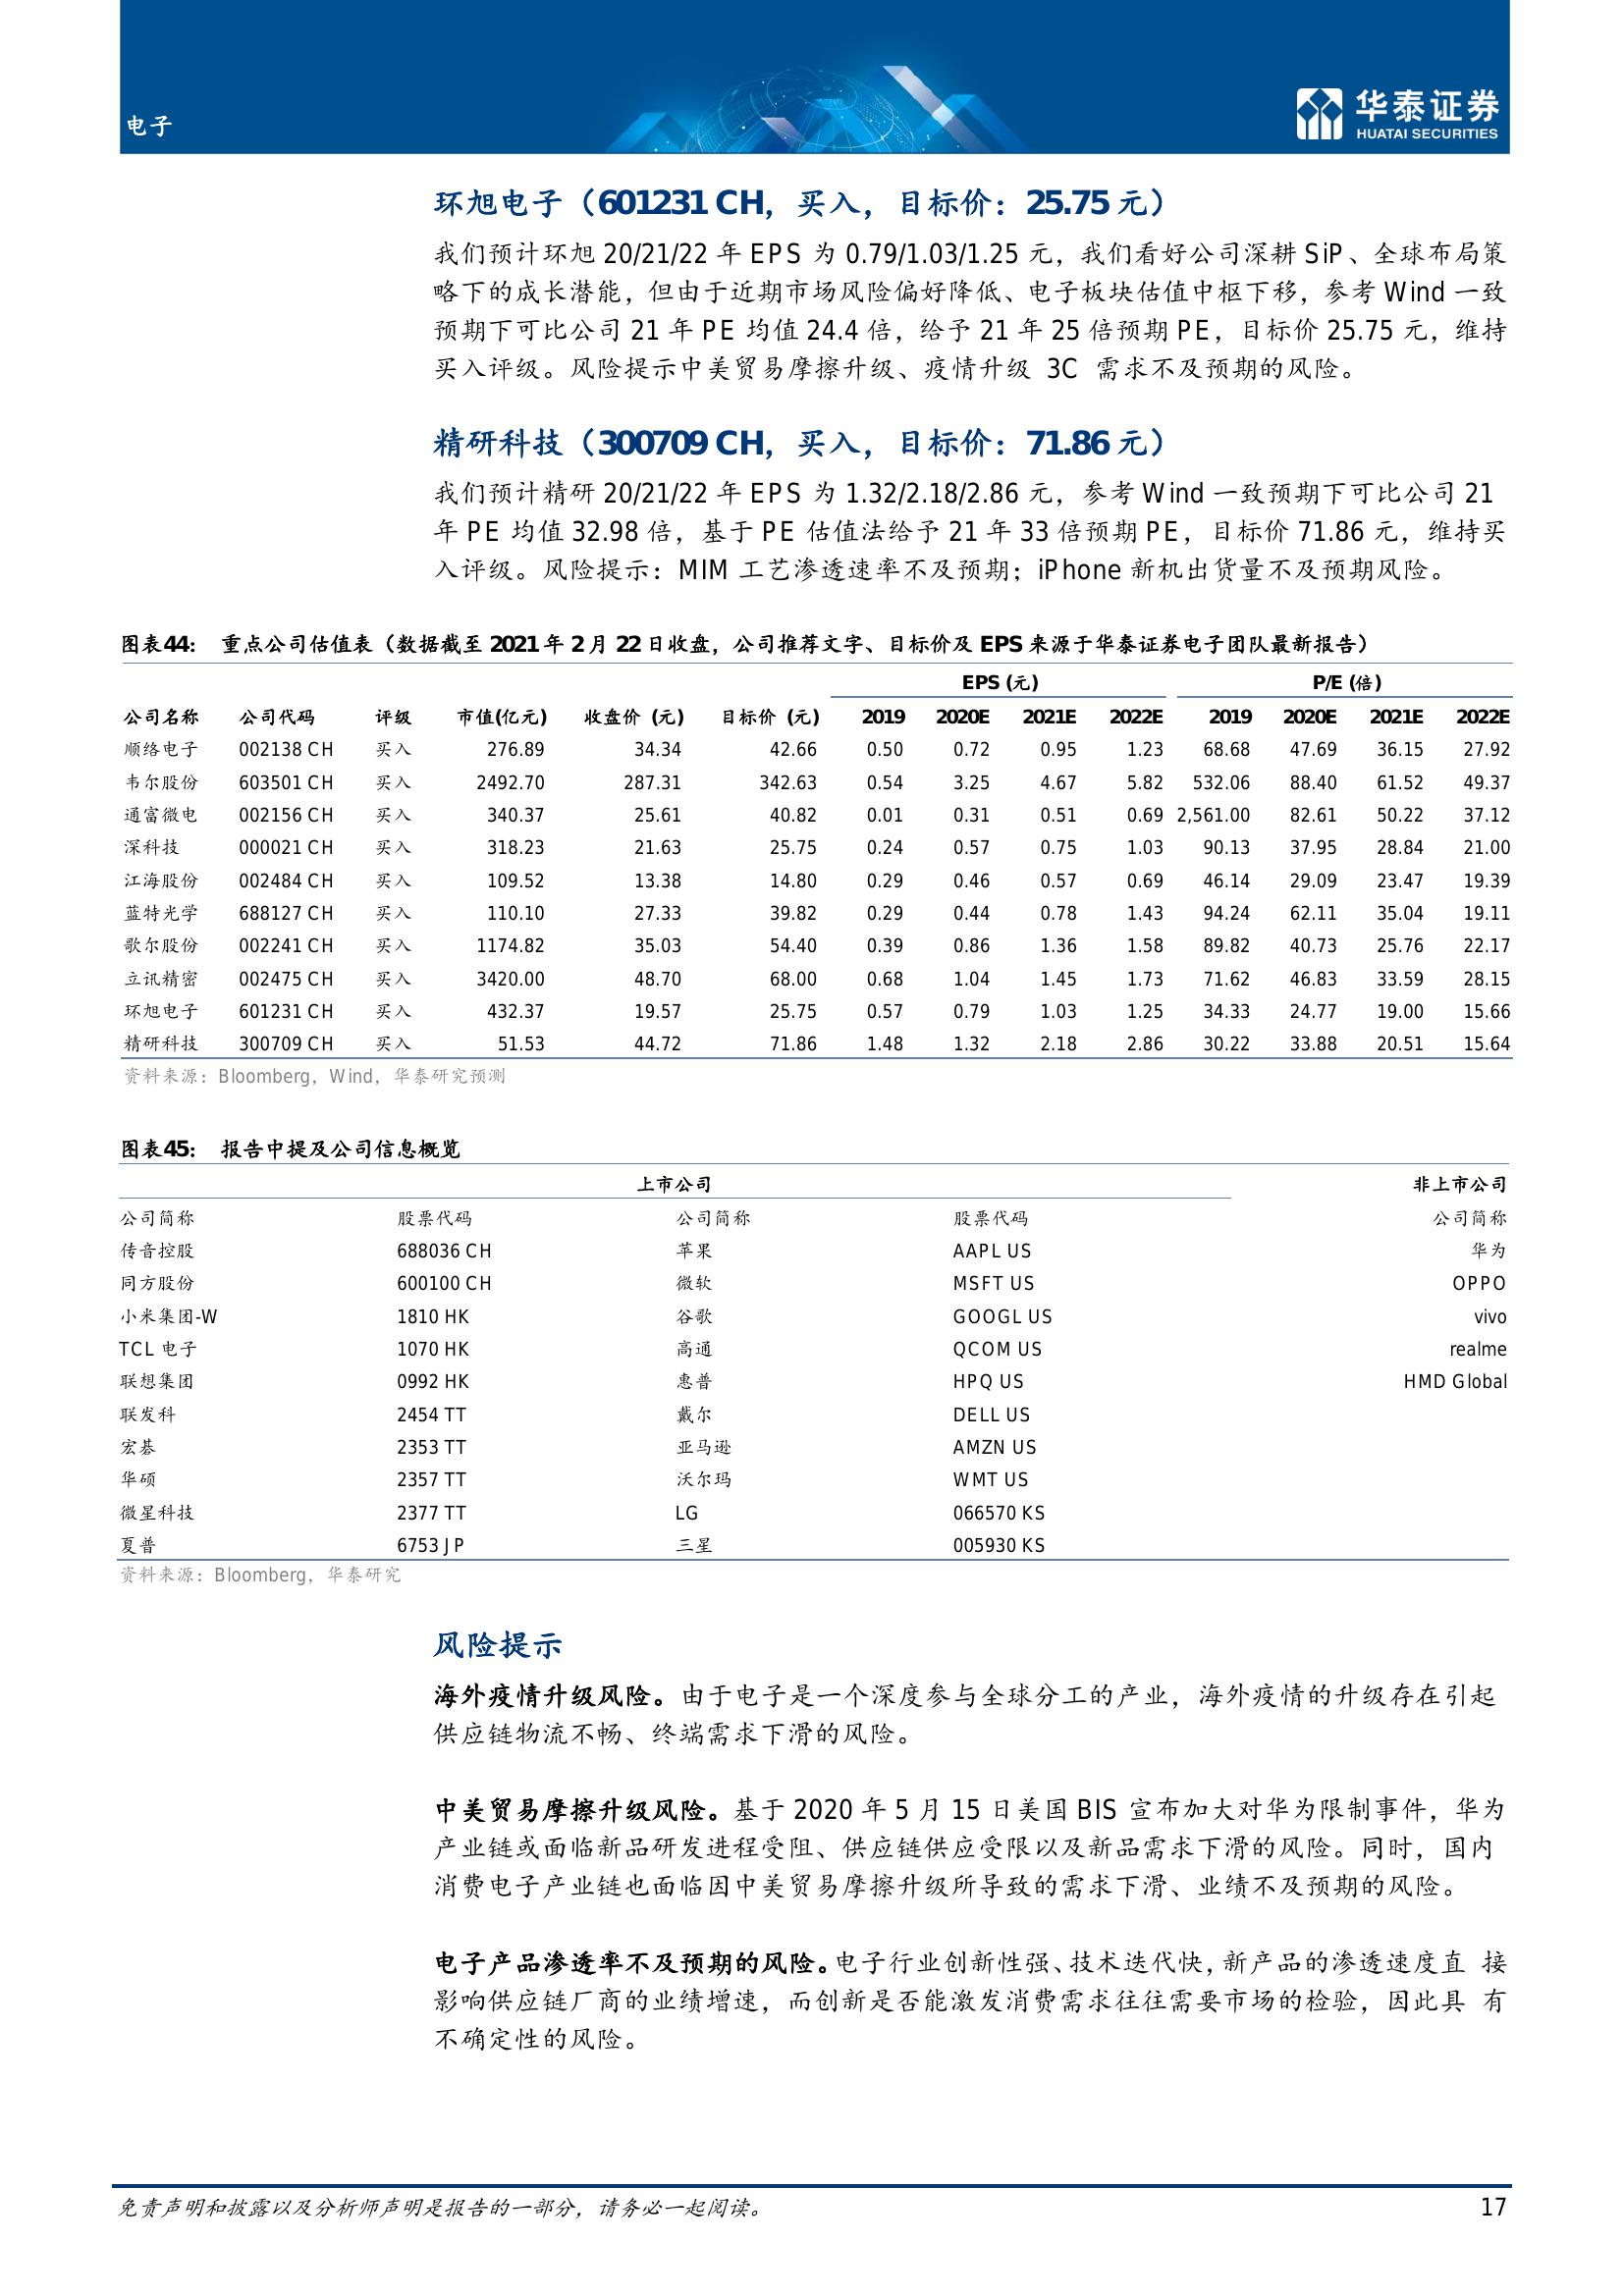 电子
华泰证券
HUATAI SECURITIES
环旭电子（601231 CH，买入，目标价：25.75 元）
我们预计环旭 20/21/22 年 EPS 为 0.79/1.03/1.25 元，我们看好公司深耕 SiP、全球布局策
略下的成长潜能，但由于近期市场风险偏好降低、电子板块估值中枢下移，参考 Wind 一致
预期下可比公司 21 年 PE 均值 24.4 倍，给予 21 年 25 倍预期 PE，目标价 25.75 元，维持
买入评级。风险提示中美贸易摩擦升级、疫情升级 3C 需求不及预期的风险。
精研科技（300709 CH，买入，目标价：71.86 元）
我们预计精研 20/21/22 年 EPS 为 1.32/2.18/2.86 元，参考 Wind 一致预期下可比公司 21
年 PE 均值 32.98 倍，基于 PE 估值法给予 21 年 33 倍预期 PE，目标价 71.86 元，维持买
入评级。风险提示：MIM 工艺渗透速率不及预期；iPhone 新机出货量不及预期风险。
图表44： 重点公司估值表（数据截至 2021 年 2 月 22 日收盘，公司推荐文字、目标价及 EPS 来源于华泰证券电子团队最新报告）
EPS (元) P/E (倍)
公司名称 公司代码 评级 市值(亿元) 收盘价 (元) 目标价 (元) 2019 2020E 2021E 2022E 2019 2020E 2021E 2022E
顺络电子 002138 CH 买入 276.89 34.34 42.66 0.50 0.72 0.95 1.23 68.68 47.69 36.15 27.92
韦尔股份 603501 CH 买入 2492.70 287.31 342.63 0.54 3.25 4.67 5.82 532.06 88.40 61.52 49.37
通富微电 002156 CH 买入 340.37 25.61 40.82 0.01 0.31 0.51 0.69 2,561.00 82.61 50.22 37.12
深科技 000021 CH 买入 318.23 21.63 25.75 0.24 0.57 0.75 1.03 90.13 37.95 28.84 21.00
江海股份 002484 CH 买入 109.52 13.38 14.80 0.29 0.46 0.57 0.69 46.14 29.09 23.47 19.39
蓝特光学 688127 CH 买入 110.10 27.33 39.82 0.29 0.44 0.78 1.43 94.24 62.11 35.04 19.11
歌尔股份 002241 CH 买入 1174.82 35.03 54.40 0.39 0.86 1.36 1.58 89.82 40.73 25.76 22.17
立讯精密 002475 CH 买入 3420.00 48.70 68.00 0.68 1.04 1.45 1.73 71.62 46.83 33.59 28.15
环旭电子 601231 CH 买入 432.37 19.57 25.75 0.57 0.79 1.03 1.25 34.33 24.77 19.00 15.66
精研科技 300709 CH 买入 51.53 44.72 71.86 1.48 1.32 2.18 2.86 30.22 33.88 20.51 15.64
资料来源：Bloomberg，Wind，华泰研究预测
图表45： 报告中提及公司信息概览
上市公司 非上市公司
公司简称 股票代码 公司简称 股票代码 公司简称
传音控股 688036 CH 苹果 AAPL US 华为
同方股份 600100 CH 微软 MSFT US OPPO
小米集团-W 1810 HK 谷歌 GOOGL US vivo
TCL 电子 1070 HK 高通 QCOM US realme
联想集团 0992 HK 惠普 HPQ US HMD Global
联发科 2454 TT 戴尔 DELL US
宏碁 2353 TT 亚马逊 AMZN US
华硕 2357 TT 沃尔玛 WMT US
微星科技 2377 TT LG 066570 KS
夏普 6753 JP 三星 005930 KS
资料来源：Bloomberg，华泰研究
风险提示
海外疫情升级风险。由于电子是一个深度参与全球分工的产业，海外疫情的升级存在引起
供应链物流不畅、终端需求下滑的风险。
中美贸易摩擦升级风险。基于 2020 年 5 月 15 日美国 BIS 宣布加大对华为限制事件，华为
产业链或面临新品研发进程受阻、供应链供应受限以及新品需求下滑的风险。同时，国内
消费电子产业链也面临因中美贸易摩擦升级所导致的需求下滑、业绩不及预期的风险。
电子产品渗透率不及预期的风险。电子行业创新性强、技术迭代快，新产品的渗透速度直 接
影响供应链厂商的业绩增速，而创新是否能激发消费需求往往需要市场的检验，因此具 有
不确定性的风险。
免责声明和披露以及分析师声明是报告的一部分，请务必一起阅读。 17